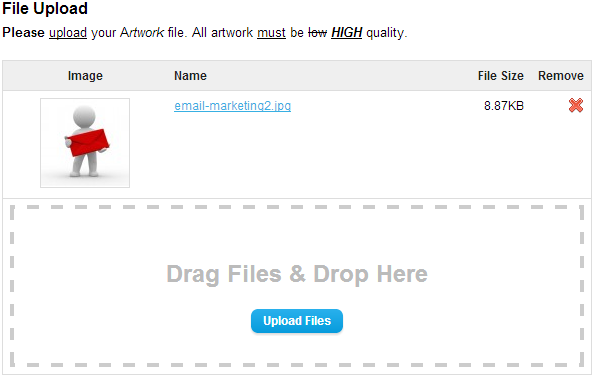 File Upload
Please upload your Artwork file. All artwork must be low HIGH quality.
Image Name File Size Remove
email-marketing2.jpg 8.87KB
Drag Files & Drop Here
Upload Files